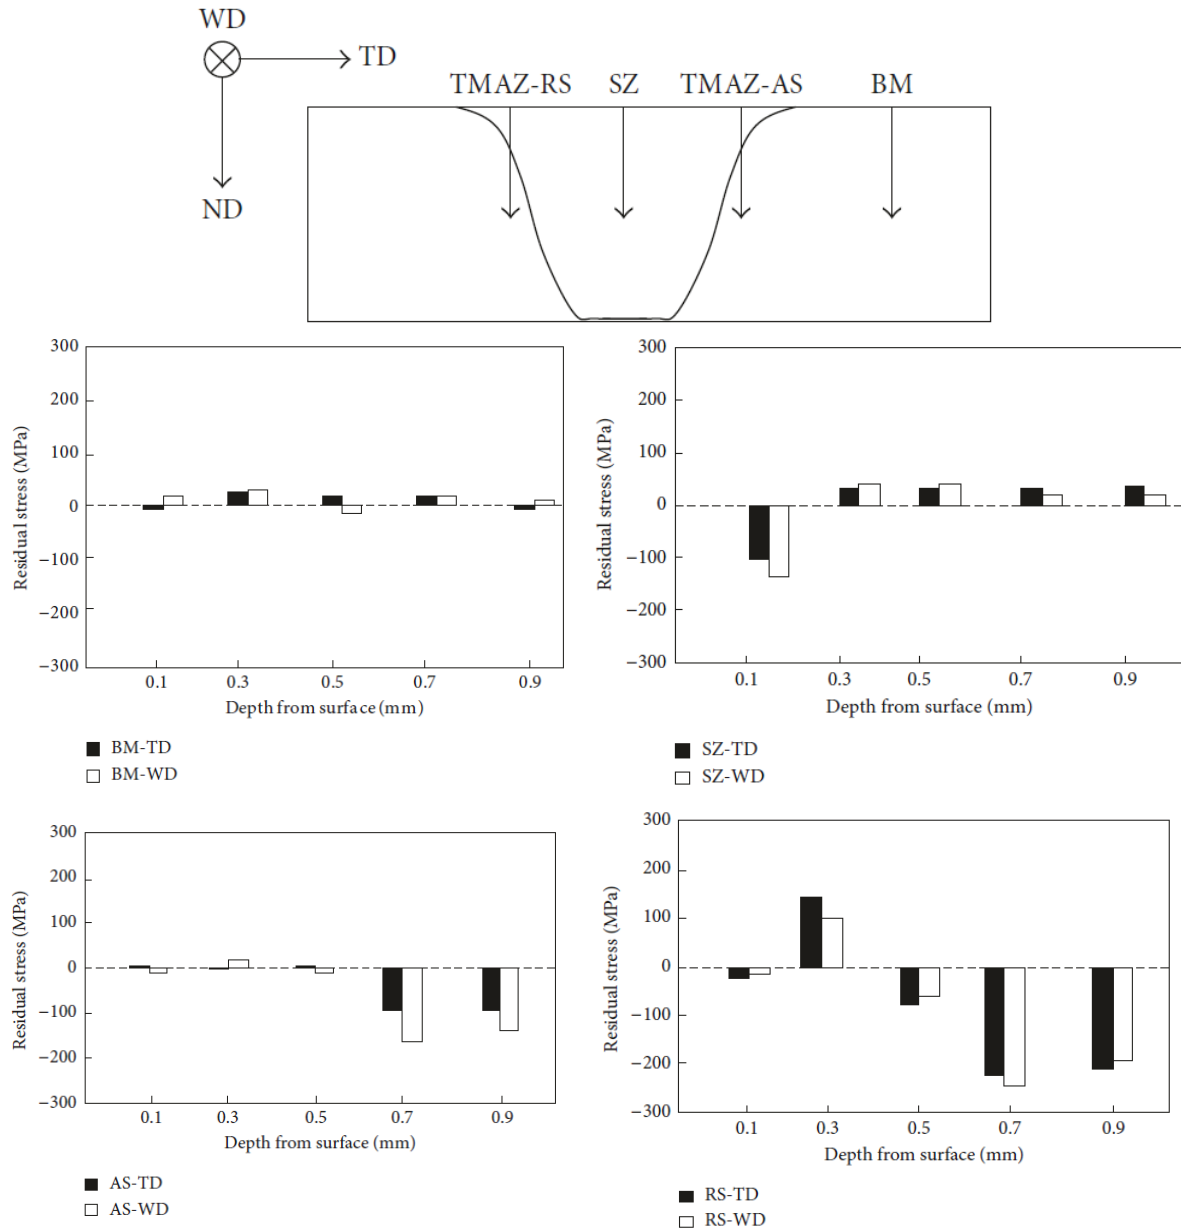 WD
TD
ND
TMAZ-RS SZ TMAZ-AS BM
300
200
100
0
−100
−200
−300
Residual stress (MPa)
0.1 0.3 0.5 0.7 0.9
Depth from surface (mm)
BM-TD
BM-WD
300
200
100
0
−100
−200
−300
Residual stress (MPa)
0.1 0.3 0.5 0.7 0.9
Depth from surface (mm)
SZ-TD
SZ-WD
300
200
100
0
−100
−200
−300
Residual stress (MPa)
0.1 0.3 0.5 0.7 0.9
Depth from surface (mm)
AS-TD
AS-WD
300
200
100
0
−100
−200
−300
Residual stress (MPa)
0.1 0.3 0.5 0.7 0.9
Depth from surface (mm)
RS-TD
RS-WD